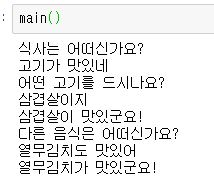 : main()
식사는 어떠신가요?
고기가 맛있네
어떤 고기를 드시나요?
삼겹살이지
삼겹살이 맛있군요!
다른 음식은 어떠신가요?
열무김치도 맛있어
열무김치가 맛있군요!